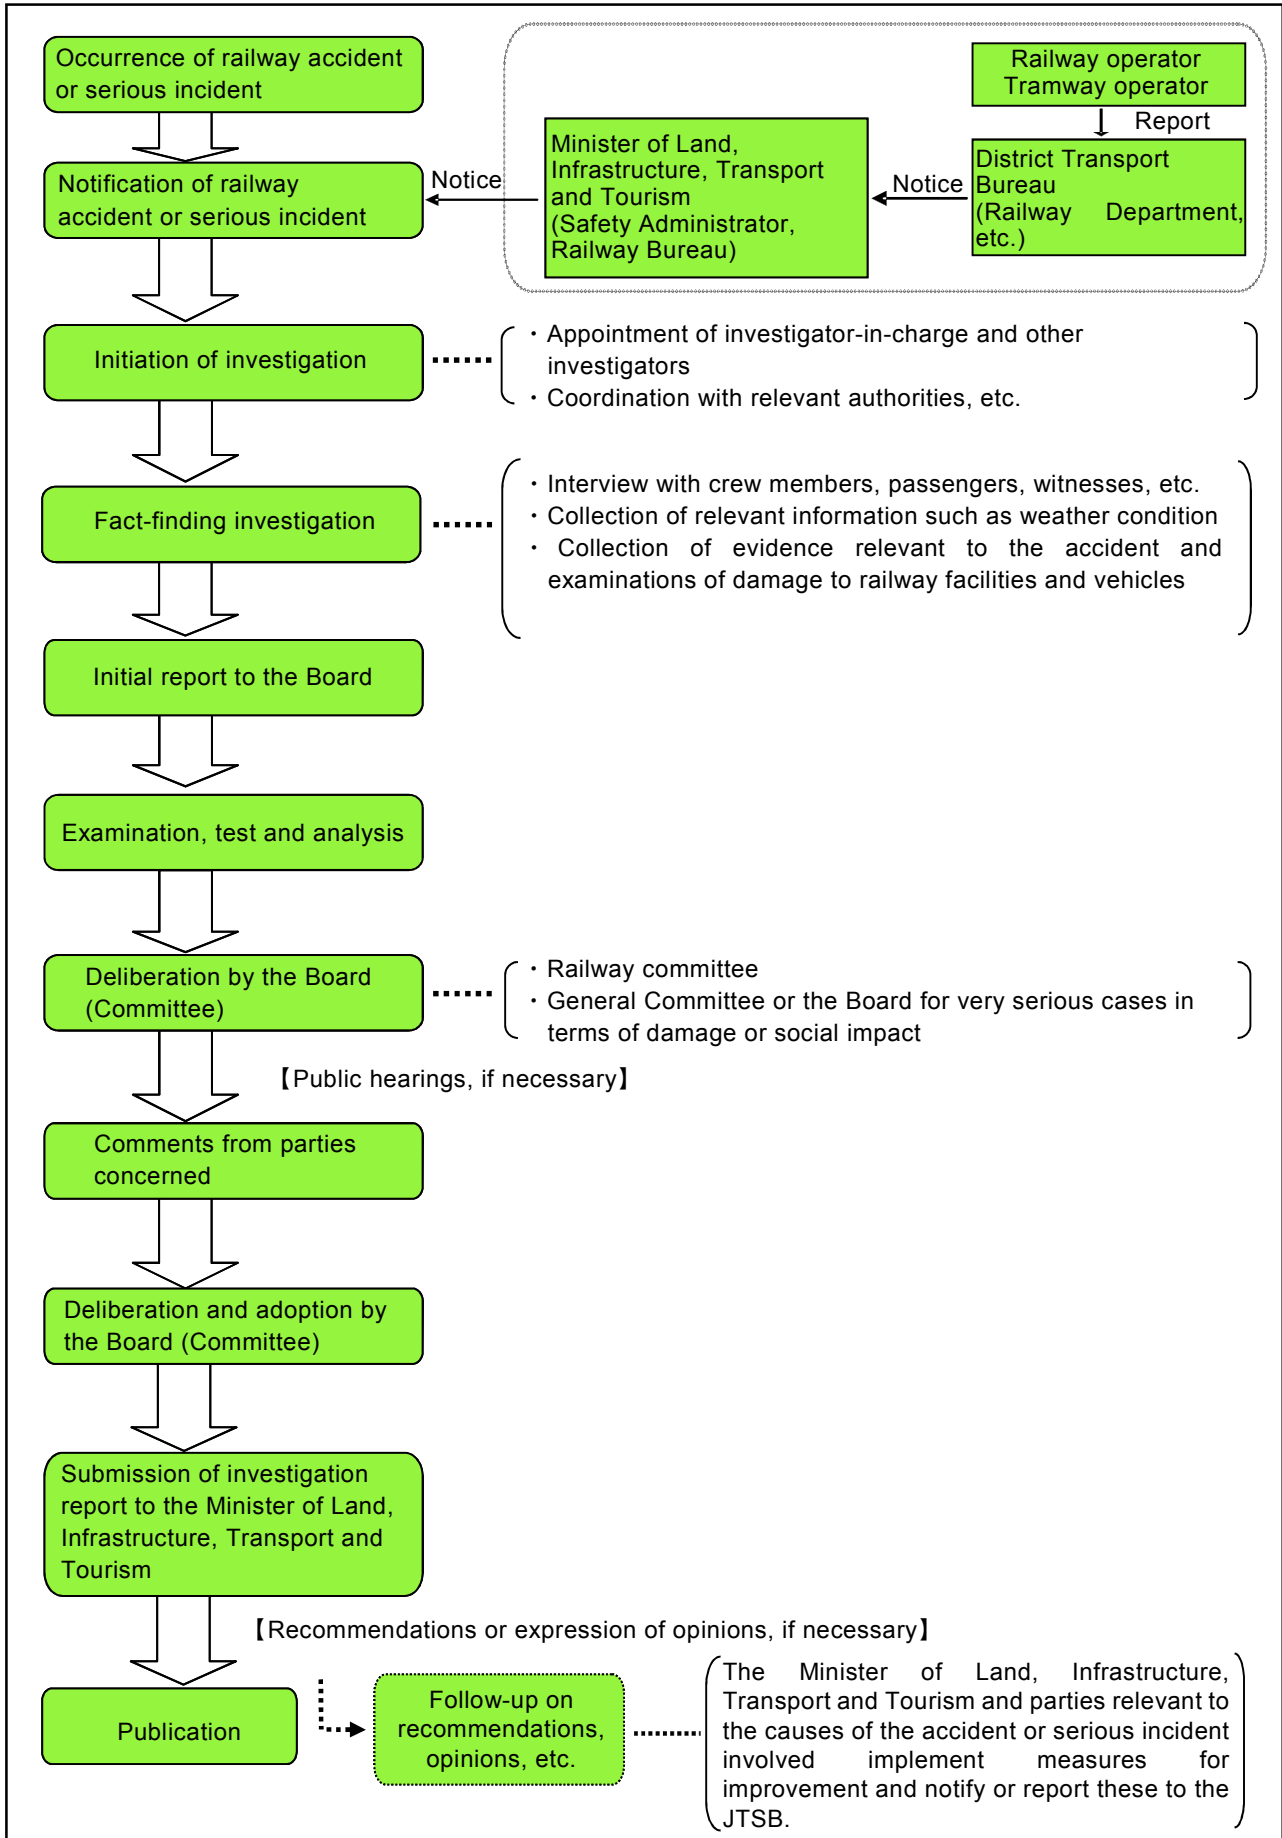 Occurrence of railway accident
or serious incident
Railway operator
Tramway operator
Report
Minister of Land,
Infrastructure, Transport
and Tourism
(Safety Administrator,
Railway Bureau)
Notice
District Transport
Bureau
(Railway Department,
etc.)
Notice
Notification of railway
accident or serious incident
Initiation of investigation
・Appointment of investigator-in-charge and other
investigators
・Coordination with relevant authorities, etc.
Fact-finding investigation
・Interview with crew members, passengers, witnesses, etc.
・Collection of relevant information such as weather condition
・Collection of evidence relevant to the accident and
examinations of damage to railway facilities and vehicles
Initial report to the Board
Examination, test and analysis
Deliberation by the Board
(Committee)
・Railway committee
・General Committee or the Board for very serious cases in
terms of damage or social impact
【Public hearings, if necessary】
Comments from parties
concerned
Deliberation and adoption by
the Board (Committee)
Submission of investigation
report to the Minister of Land,
Infrastructure, Transport and
Tourism
【Recommendations or expression of opinions, if necessary】
Publication
Follow-up on
recommendations,
opinions, etc.
The Minister of Land, Infrastructure,
Transport and Tourism and parties relevant to
the causes of the accident or serious incident
involved implement measures for
improvement and notify or report these to the
JTSB.